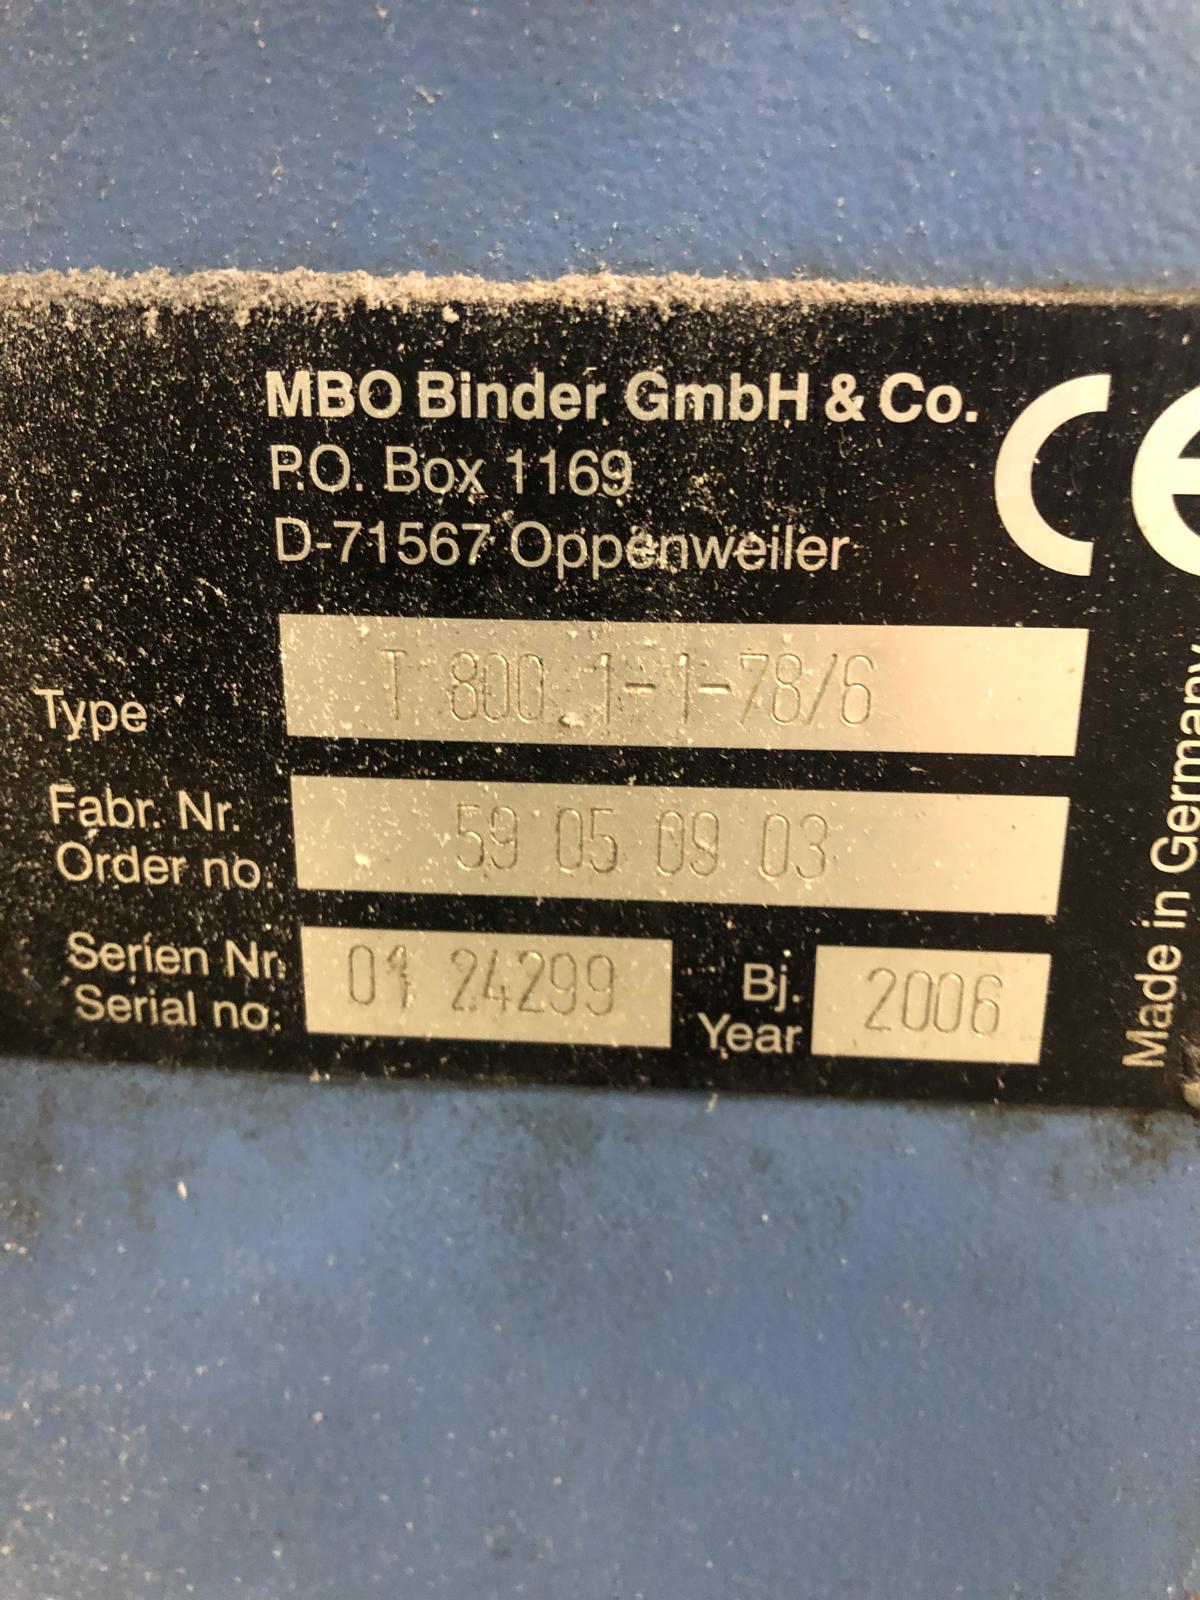 MBO Binder GmbH & Co.
P.O. Box 1169
D-71567 Oppenweiler
CE
Type T 800.1-1-78/6
Fabr. Nr.
Order no. 59 05 09 03
Serien Nr.
Serial no. 01 24299
Bj.
Year 2006
Made in Germany